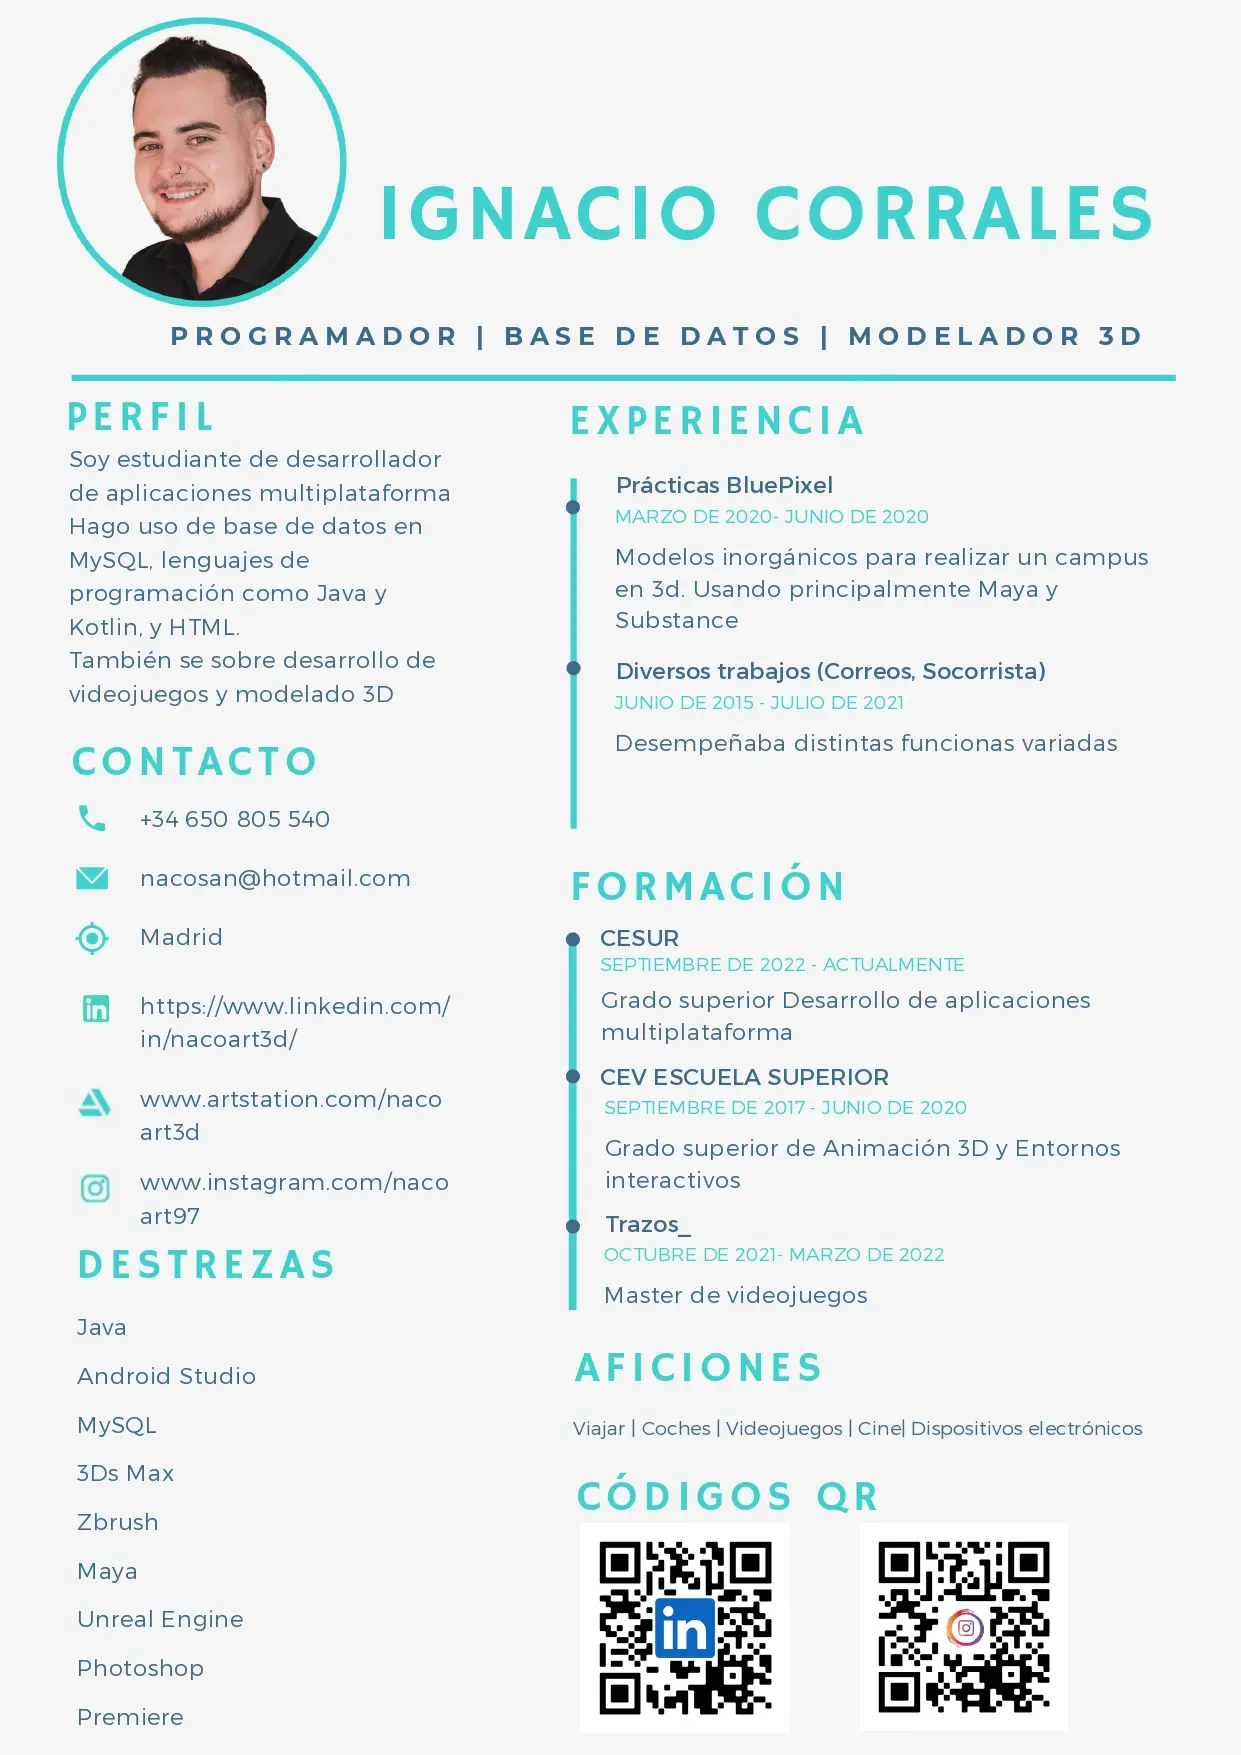 IGNACIO CORRALES
PROGRAMADOR | BASE DE DATOS | MODELADOR 3D
PERFIL
Soy estudiante de desarrollador
de aplicaciones multiplataforma
Hago uso de base de datos en
MySQL, lenguajes de
programación como Java y
Kotlin, y HTML.
También se sobre desarrollo de
videojuegos y modelado 3D
CONTACTO
+34 650 805 540
nacosan@hotmail.com
Madrid
https://www.linkedin.com/
in/nacoart3d/
www.artstation.com/naco
art3d
www.instagram.com/naco
art97
DESTREZAS
Java
Android Studio
MySQL
3Ds Max
Zbrush
Maya
Unreal Engine
Photoshop
Premiere
EXPERIENCIA
Prácticas BluePixel
MARZO DE 2020- JUNIO DE 2020
Modelos inorgánicos para realizar un campus
en 3d. Usando principalmente Maya y
Substance
Diversos trabajos (Correos, Socorrista)
JUNIO DE 2015 - JULIO DE 2021
Desempeñaba distintas funcionas variadas
FORMACIÓN
CESUR
SEPTIEMBRE DE 2022 - ACTUALMENTE
Grado superior Desarrollo de aplicaciones
multiplataforma
CEV ESCUELA SUPERIOR
SEPTIEMBRE DE 2017 - JUNIO DE 2020
Grado superior de Animación 3D y Entornos
interactivos
Trazos_
OCTUBRE DE 2021- MARZO DE 2022
Master de videojuegos
AFICIONES
Viajar | Coches | Videojuegos | Cine| Dispositivos electrónicos
CÓDIGOS QR
in